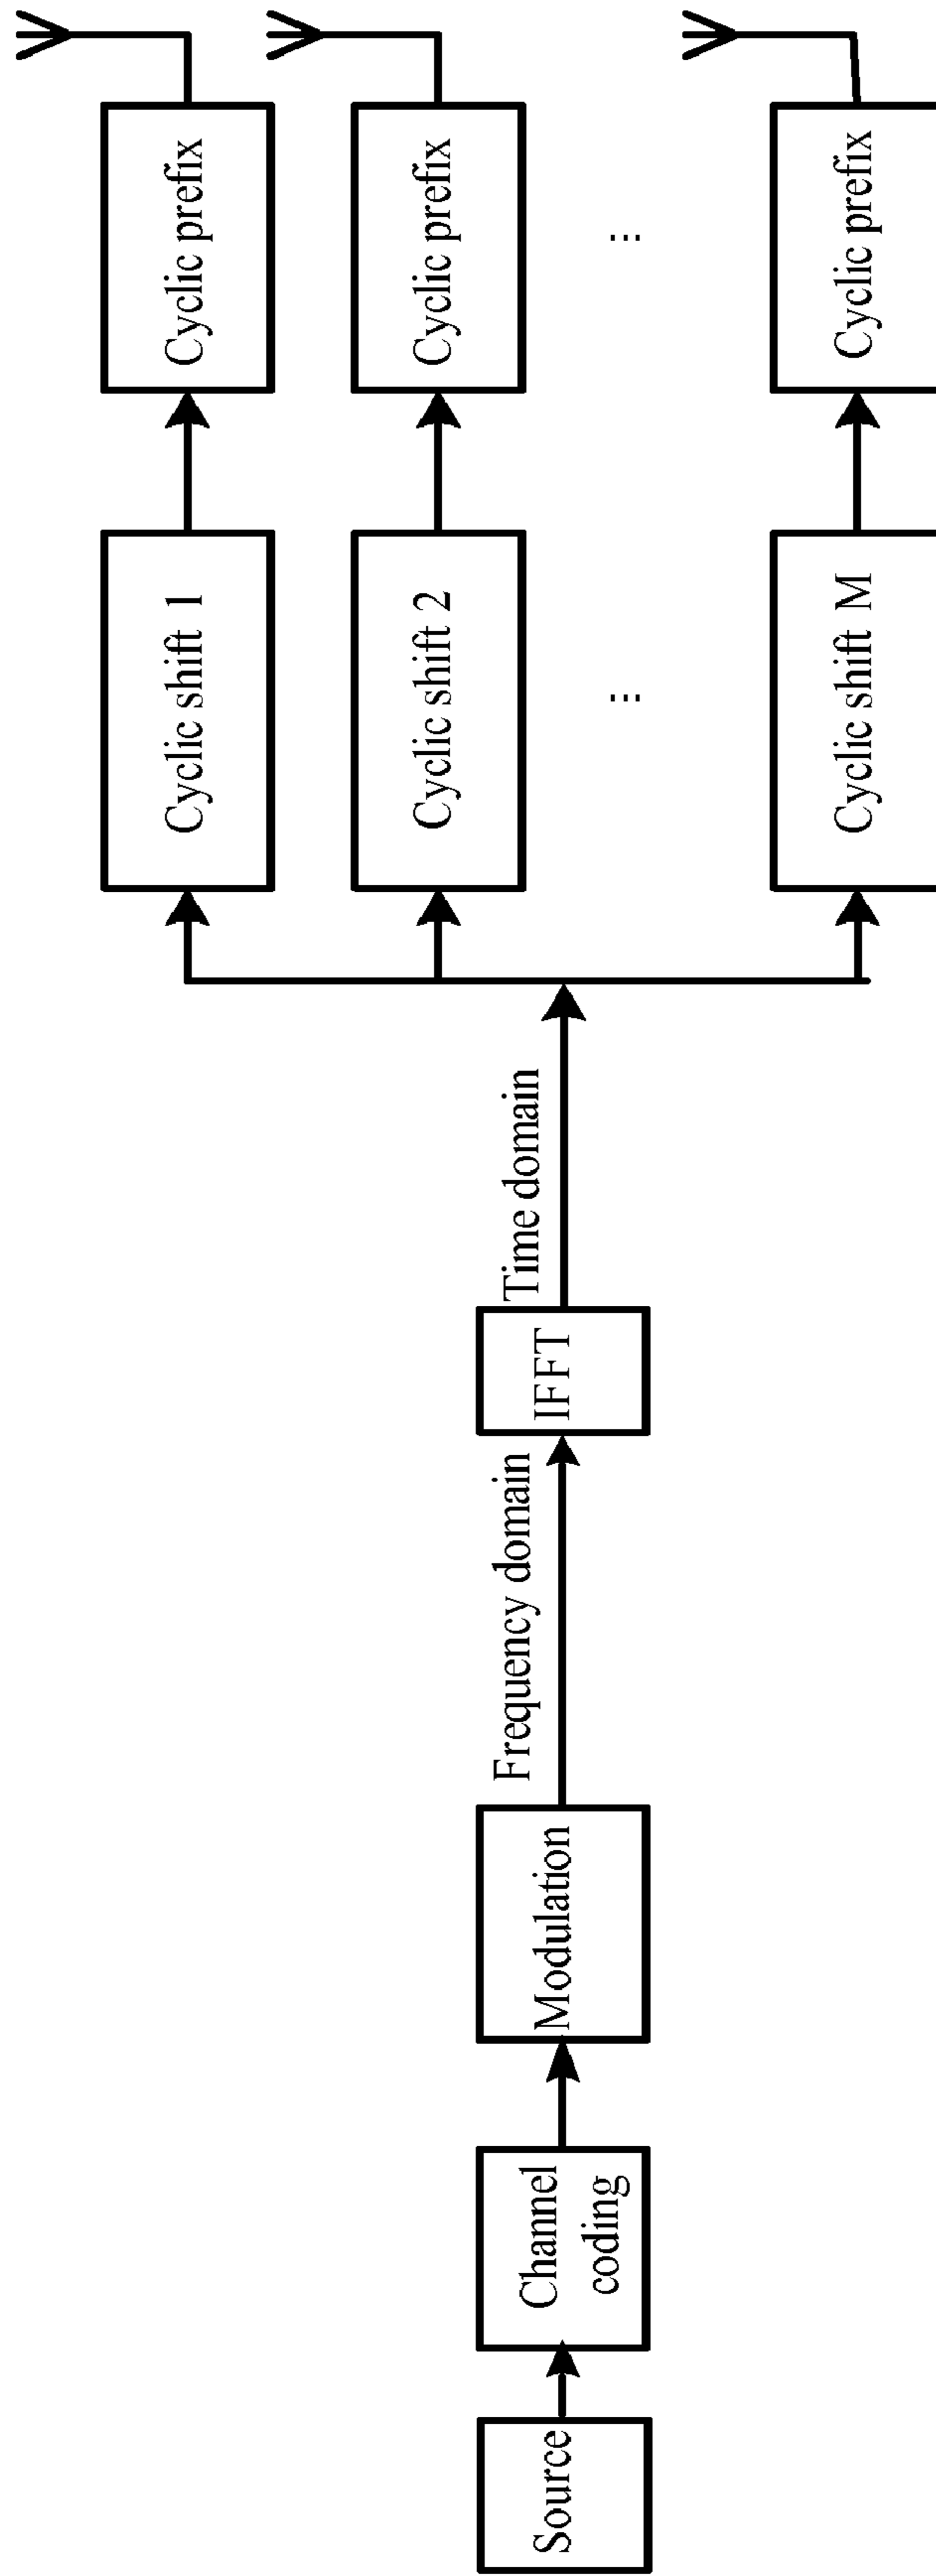 Source
Channel
coding
Modulation
Frequency domain
IFFT
Time domain
Cyclic shift 1
Cyclic prefix
Cyclic shift 2
Cyclic prefix
...
...
Cyclic shift M
Cyclic prefix